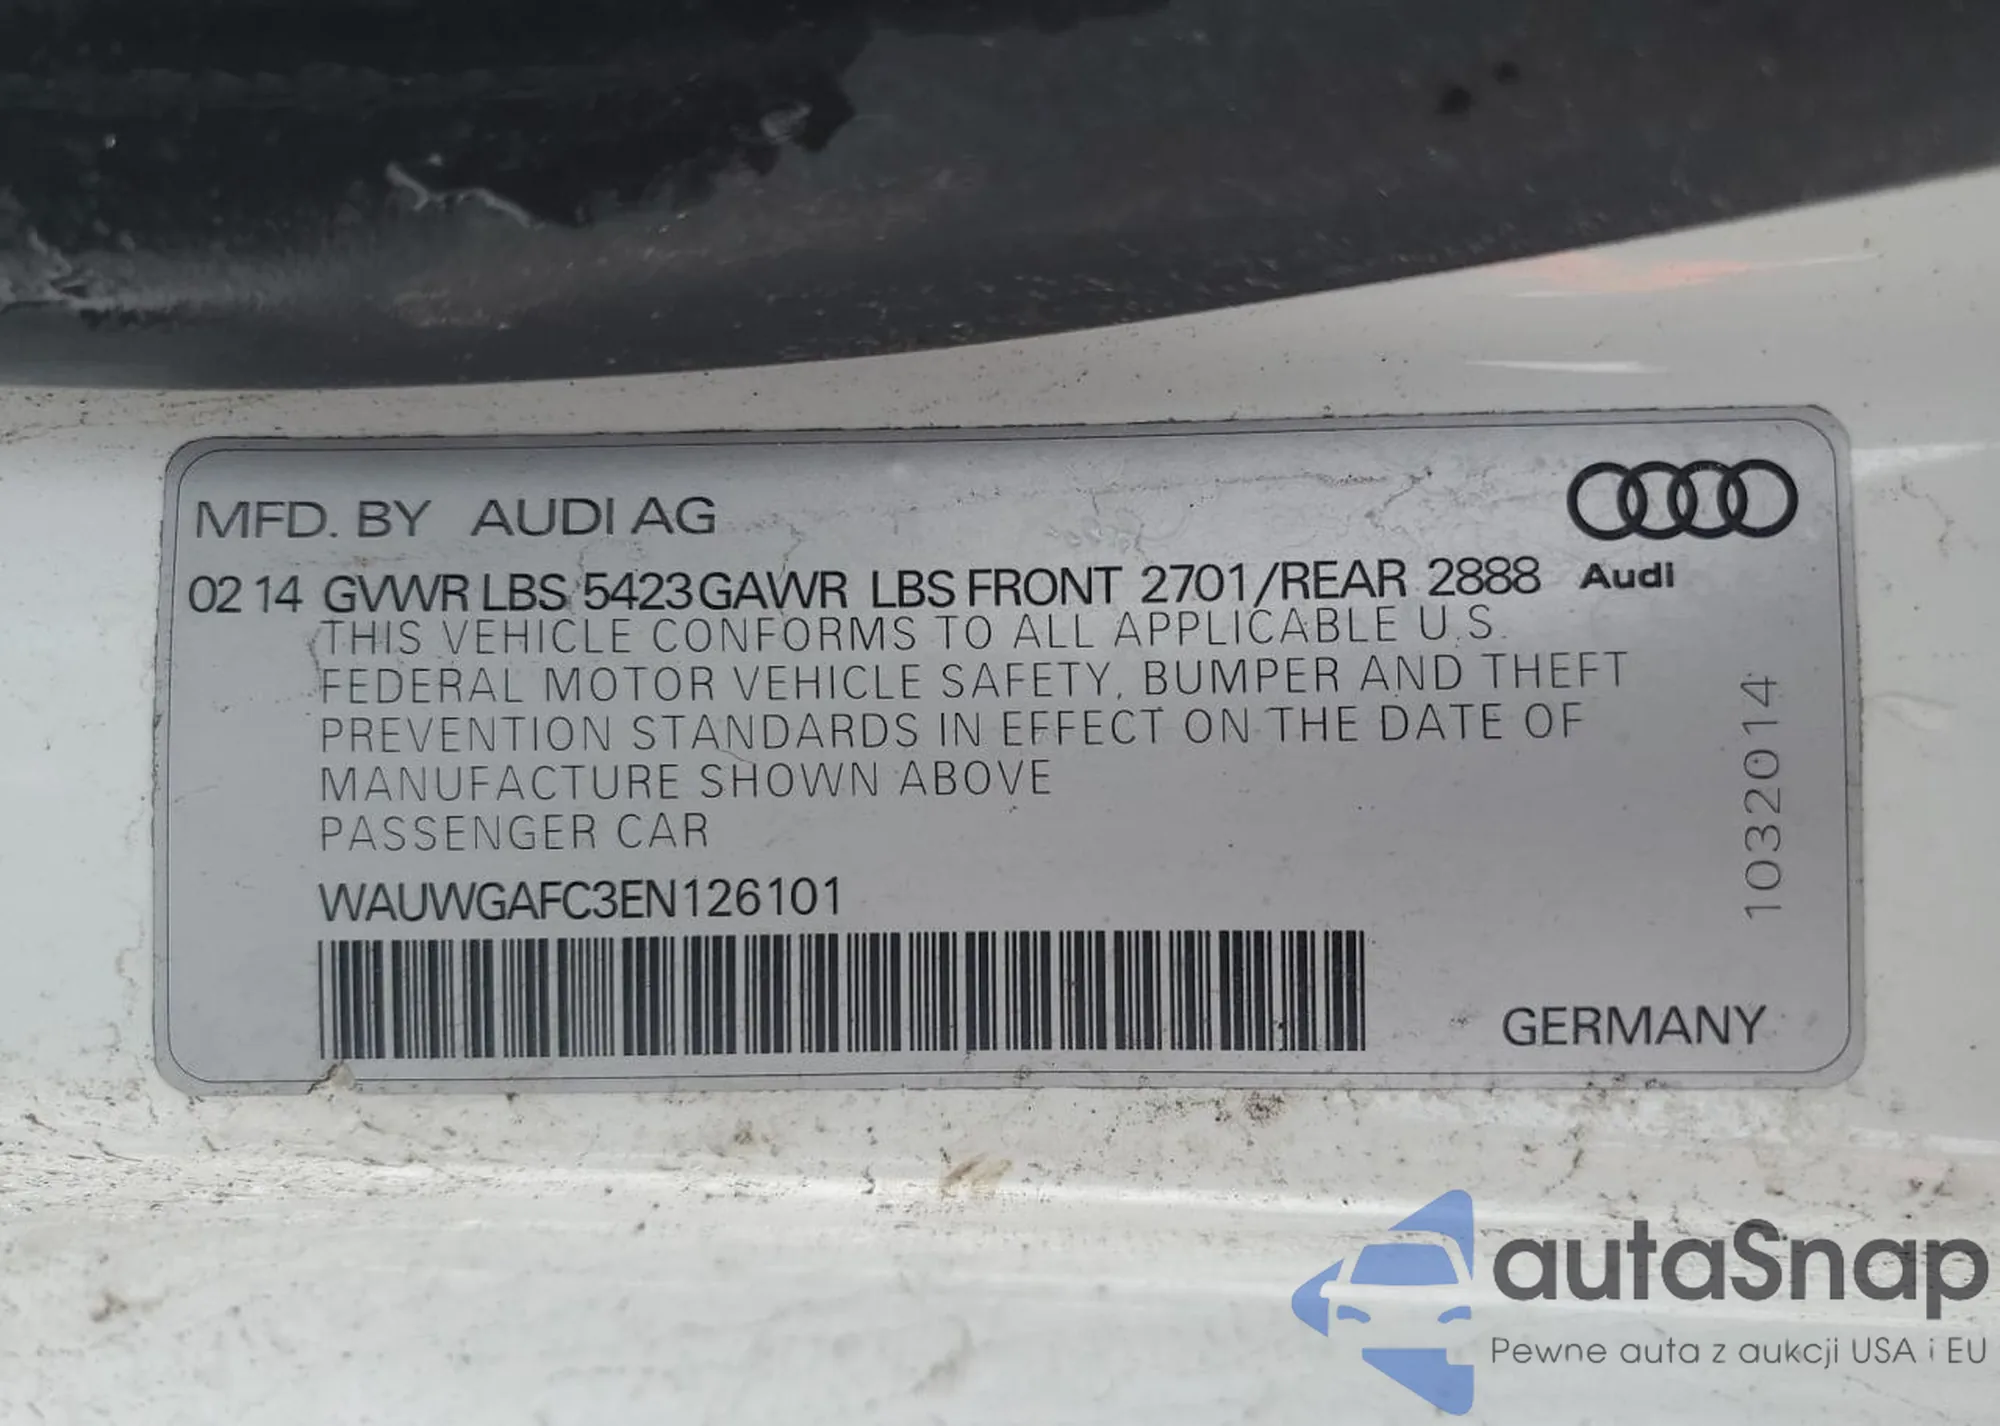 MFD. BY AUDI AG
02 14 GVWR LBS 5423 GAWR LBS FRONT 2701/REAR 2888
Audi
THIS VEHICLE CONFORMS TO ALL APPLICABLE U.S.
FEDERAL MOTOR VEHICLE SAFETY, BUMPER AND THEFT
PREVENTION STANDARDS IN EFFECT ON THE DATE OF
MANUFACTURE SHOWN ABOVE
PASSENGER CAR
WAUWGAFC3EN126101
1032014
GERMANY
autaSnap
Pewne auta z aukcji USA i EU